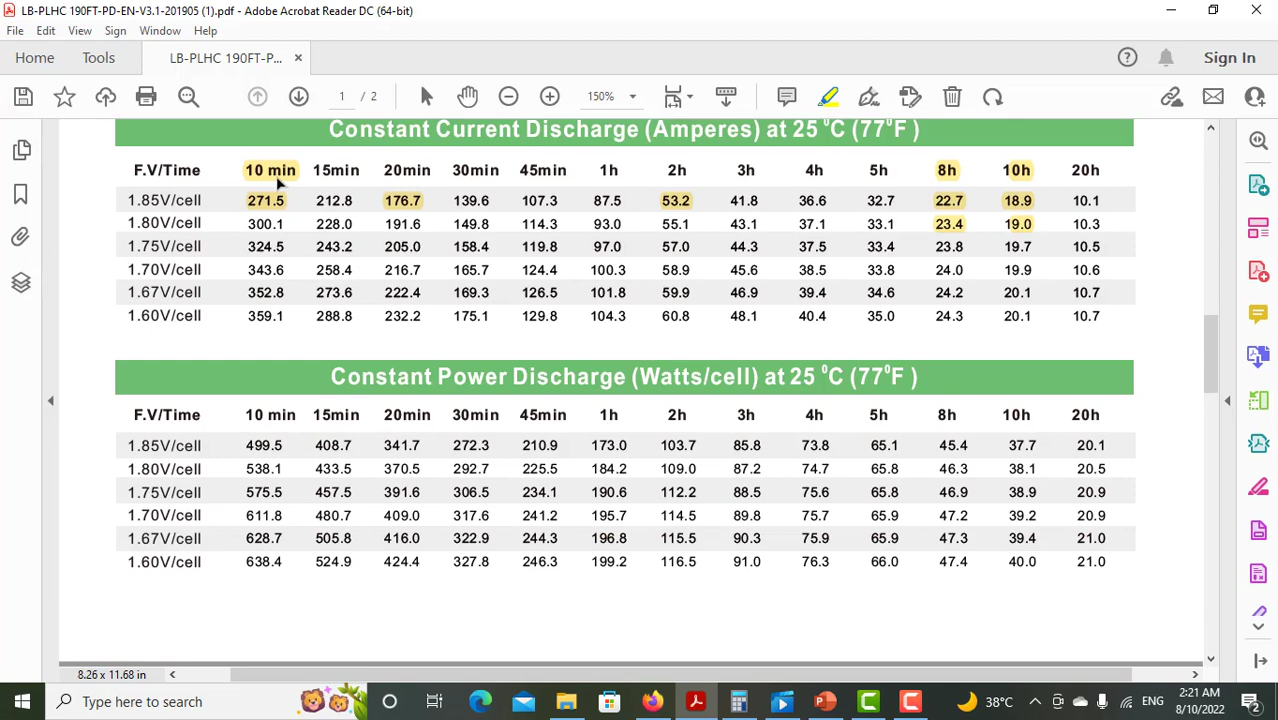 LB-PLHC 190FT-PD-EN-V3.1-201905 (1).pdf - Adobe Acrobat Reader DC (64-bit)
File Edit View Sign Window Help
Home Tools LB-PLHC 190FT-P... × Sign In
1 / 2 150%
Constant Current Discharge (Amperes) at 25 ⁰C (77⁰F )
F.V/Time 10 min 15min 20min 30min 45min 1h 2h 3h 4h 5h 8h 10h 20h
1.85V/cell 271.5 212.8 176.7 139.6 107.3 87.5 53.2 41.8 36.6 32.7 22.7 18.9 10.1
1.80V/cell 300.1 228.0 191.6 149.8 114.3 93.0 55.1 43.1 37.1 33.1 23.4 19.0 10.3
1.75V/cell 324.5 243.2 205.0 158.4 119.8 97.0 57.0 44.3 37.5 33.4 23.8 19.7 10.5
1.70V/cell 343.6 258.4 216.7 165.7 124.4 100.3 58.9 45.6 38.5 33.8 24.0 19.9 10.6
1.67V/cell 352.8 273.6 222.4 169.3 126.5 101.8 59.9 46.9 39.4 34.6 24.2 20.1 10.7
1.60V/cell 359.1 288.8 232.2 175.1 129.8 104.3 60.8 48.1 40.4 35.0 24.3 20.1 10.7
Constant Power Discharge (Watts/cell) at 25 ⁰C (77⁰F )
F.V/Time 10 min 15min 20min 30min 45min 1h 2h 3h 4h 5h 8h 10h 20h
1.85V/cell 499.5 408.7 341.7 272.3 210.9 173.0 103.7 85.8 73.8 65.1 45.4 37.7 20.1
1.80V/cell 538.1 433.5 370.5 292.7 225.5 184.2 109.0 87.2 74.7 65.8 46.3 38.1 20.5
1.75V/cell 575.5 457.5 391.6 306.5 234.1 190.6 112.2 88.5 75.6 65.8 46.9 38.9 20.9
1.70V/cell 611.8 480.7 409.0 317.6 241.2 195.7 114.5 89.8 75.7 65.9 47.2 39.2 20.9
1.67V/cell 628.7 505.8 416.0 322.9 244.3 196.8 115.5 90.3 75.9 65.9 47.3 39.4 21.0
1.60V/cell 638.4 524.9 424.4 327.8 246.3 199.2 116.5 91.0 76.3 66.0 47.4 40.0 21.0
8.26 x 11.68 in
Type here to search 38°C ENG 2:21 AM
8/10/2022 2